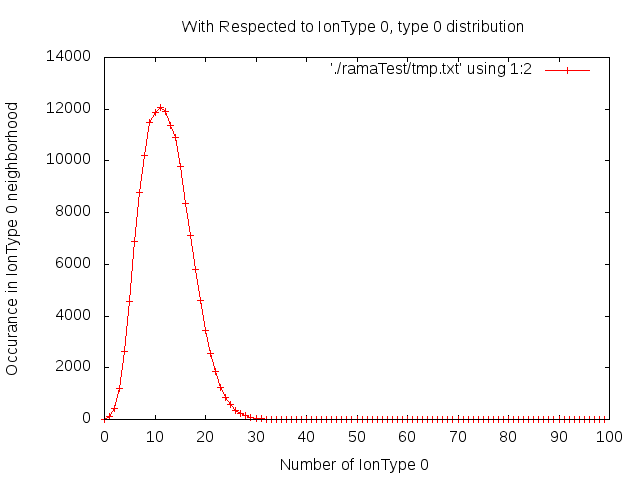 With Respected to IonType 0, type 0 distribution
'./ramaTest/tmp.txt' using 1:2
Occurance in IonType 0 neighborhood
14000
12000
10000
8000
6000
4000
2000
0
0 10 20 30 40 50 60 70 80 90 100
Number of IonType 0